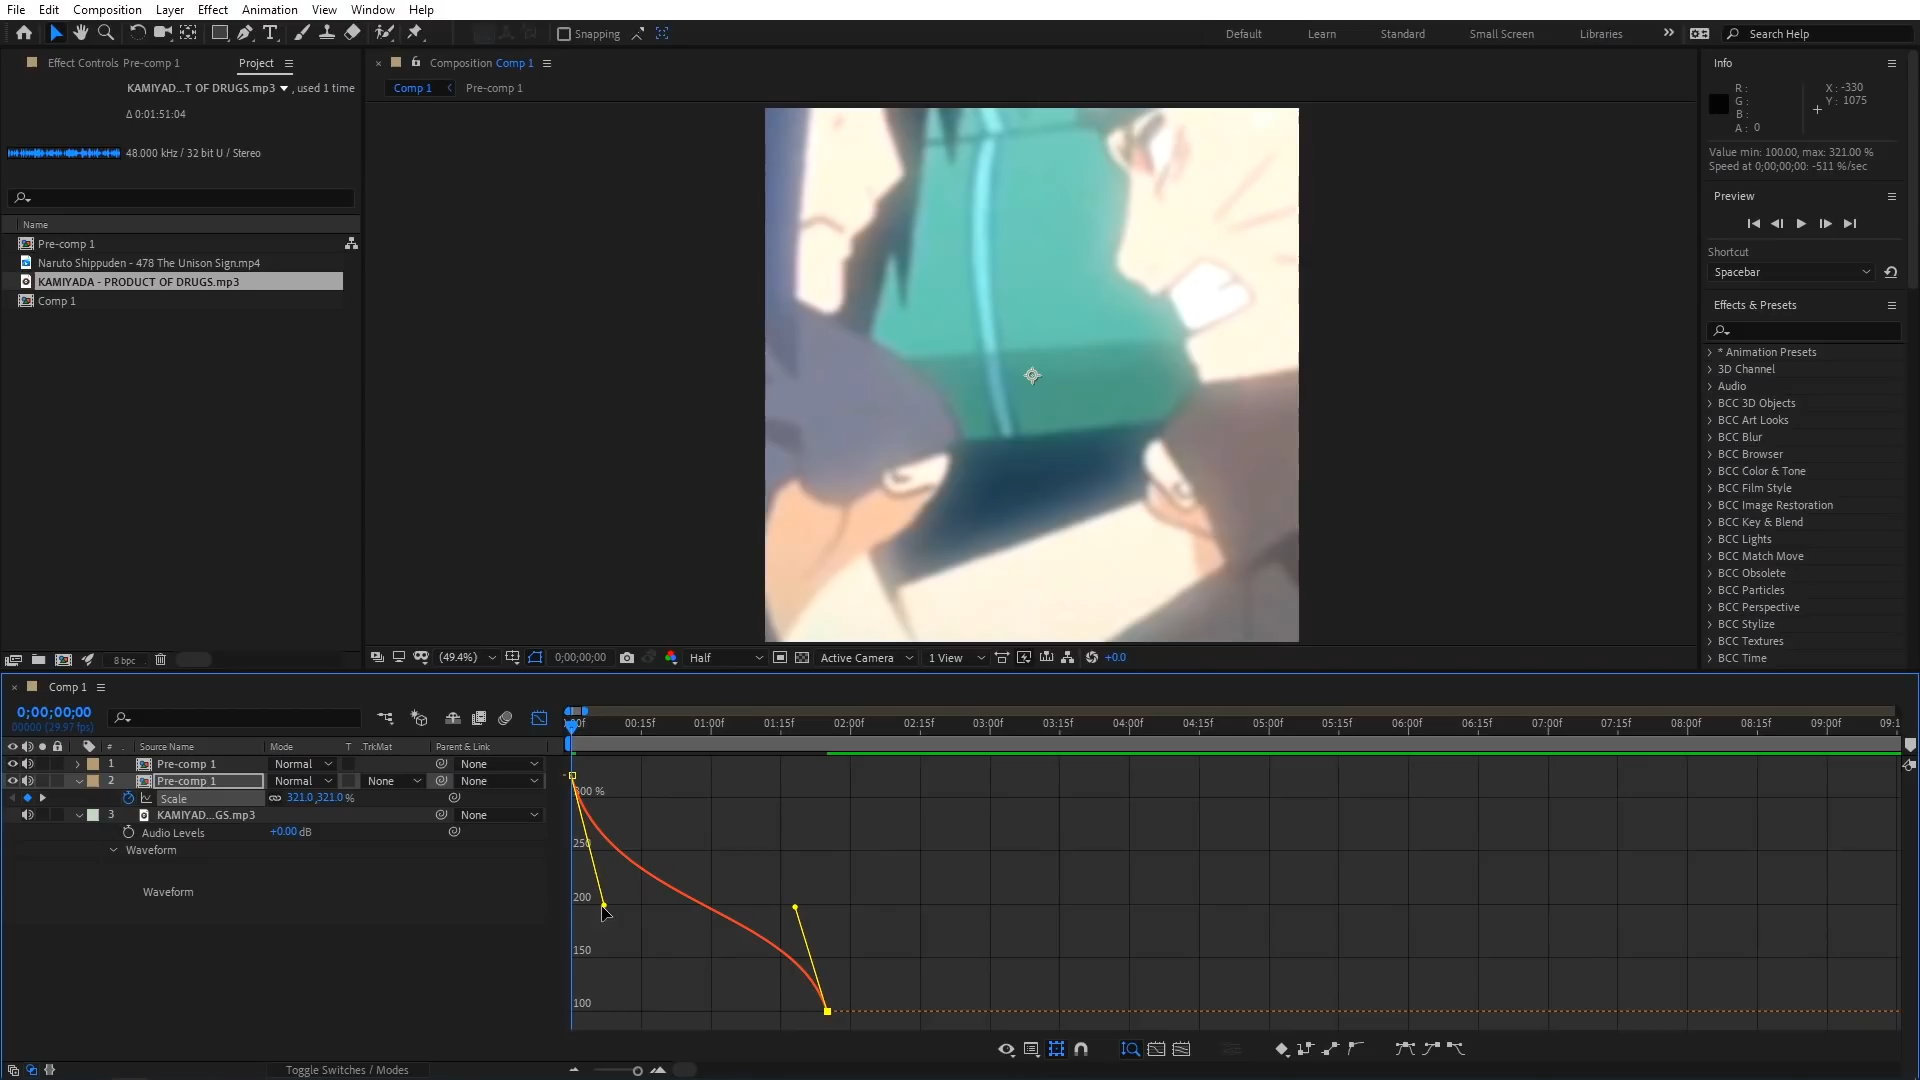 File Edit Composition Layer Effect Animation View Window Help
Snapping
Default Learn Standard Small Screen Libraries » Search Help
Effect Controls Pre-comp 1 Project
KAMIYAD...T OF DRUGS.mp3 , used 1 time
Δ 0:01:51:04
48.000 kHz / 32 bit U / Stereo
Name
Pre-comp 1
Naruto Shippuden - 478 The Unison Sign.mp4
KAMIYADA - PRODUCT OF DRUGS.mp3
Comp 1
8 bpc
× Composition Comp 1
Comp 1 Pre-comp 1
(49.4%) 0;00;00;00 Half Active Camera 1 View +0.0
Info
R : X : -330
G : Y : 1075
B :
A : 0
Value min: 100.00, max: 321.00 %
Speed at 0;00;00;00: -511 %/sec
Preview
Shortcut
Spacebar
Effects & Presets
* Animation Presets
3D Channel
Audio
BCC 3D Objects
BCC Art Looks
BCC Blur
BCC Browser
BCC Color & Tone
BCC Film Style
BCC Image Restoration
BCC Key & Blend
BCC Lights
BCC Match Move
BCC Obsolete
BCC Particles
BCC Perspective
BCC Stylize
BCC Textures
BCC Time
× Comp 1
0;00;00;00
00000 (29.97 fps)
:00f 00:15f 01:00f 01:15f 02:00f 02:15f 03:00f 03:15f 04:00f 04:15f 05:00f 05:15f 06:00f 06:15f 07:00f 07:15f 08:00f 08:15f 09:00f 09:1
# Source Name Mode T .TrkMat Parent & Link
1 Pre-comp 1 Normal None
2 Pre-comp 1 Normal None None
Scale 321.0,321.0 %
3 KAMIYAD...GS.mp3 None
Audio Levels +0.00 dB
Waveform
Waveform
300 %
250
200
150
100
Toggle Switches / Modes